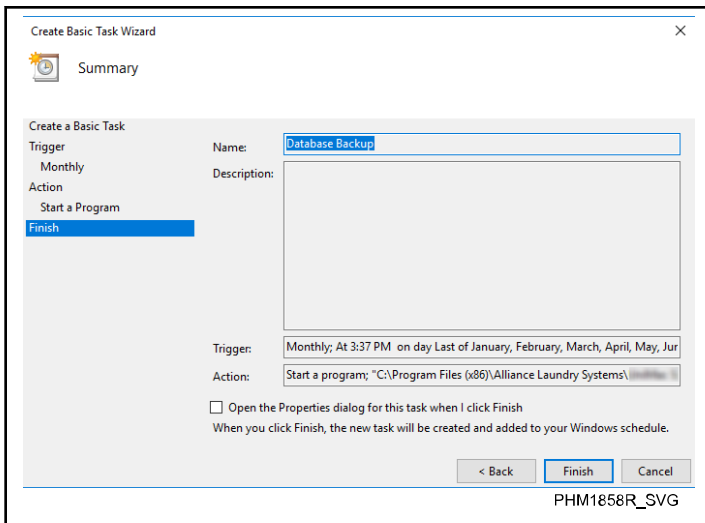 Create Basic Task Wizard
Summary
Create a Basic Task
Trigger
Monthly
Action
Start a Program
Finish
Name: Database Backup
Description:
Trigger: Monthly; At 3:37 PM on day Last of January, February, March, April, May, Jur
Action: Start a program; "C:\Program Files (x86)\Alliance Laundry Systems\
Open the Properties dialog for this task when I click Finish
When you click Finish, the new task will be created and added to your Windows schedule.
< Back Finish Cancel
PHM1858R_SVG